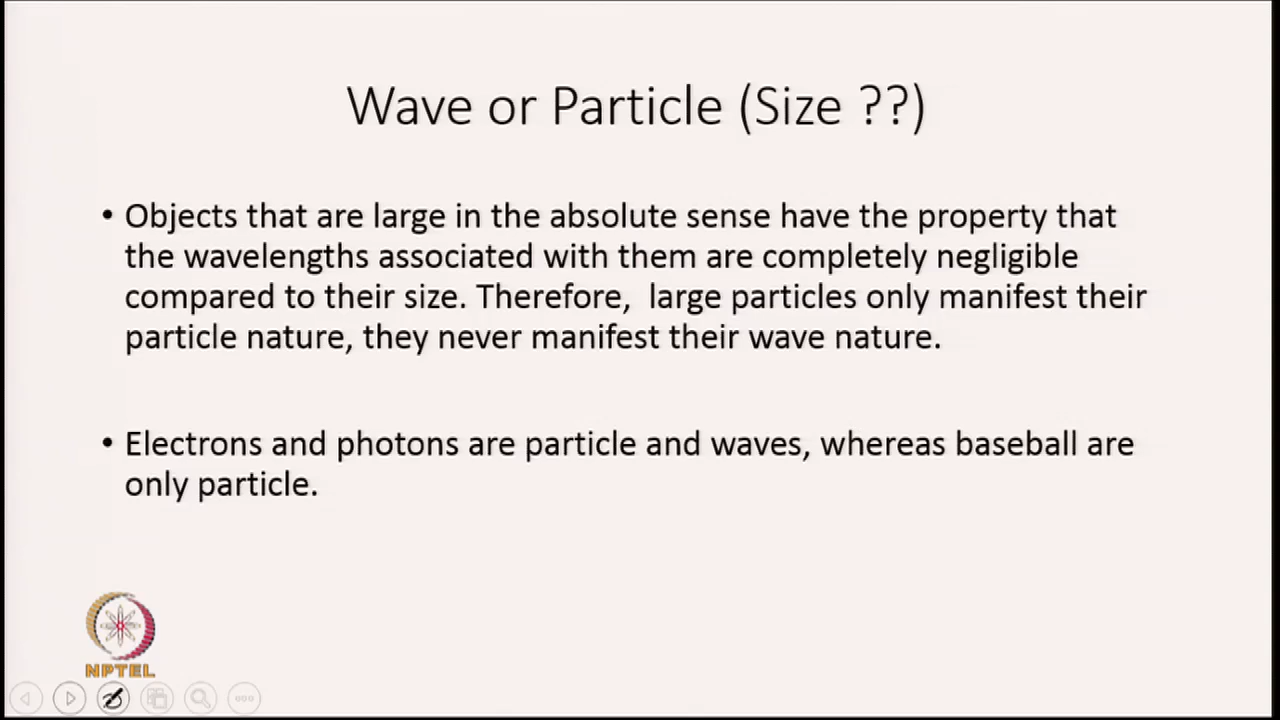 Wave or Particle (Size ??)
• Objects that are large in the absolute sense have the property that
the wavelengths associated with them are completely negligible
compared to their size. Therefore,  large particles only manifest their
particle nature, they never manifest their wave nature.
• Electrons and photons are particle and waves, whereas baseball are
only particle.
NPTEL